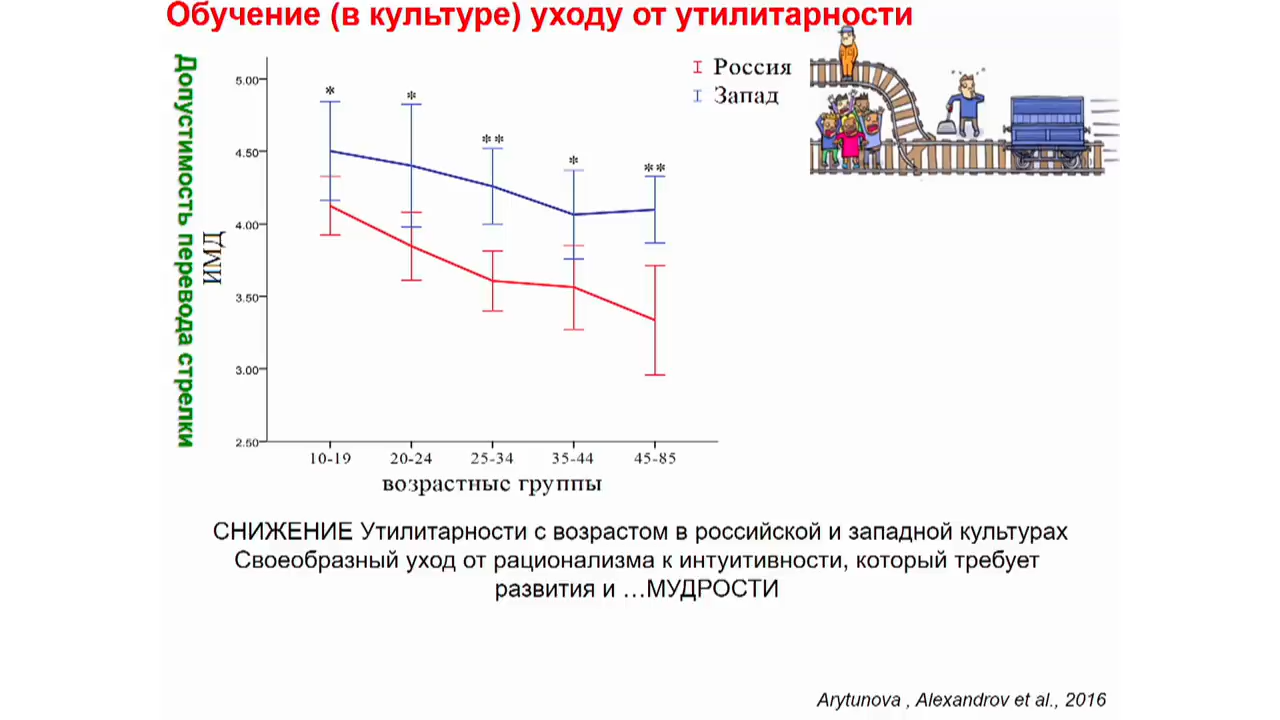 Обучение (в культуре) уходу от утилитарности
Допустимость перевода стрелки
ИМД
5.00
4.50
4.00
3.50
3.00
2.50
*
*
**
*
**
Россия
Запад
10-19 20-24 25-34 35-44 45-85
возрастные группы
СНИЖЕНИЕ Утилитарности с возрастом в российской и западной культурах
Своеобразный уход от рационализма к интуитивности, который требует
развития и …МУДРОСТИ
Arytunova , Alexandrov et al., 2016